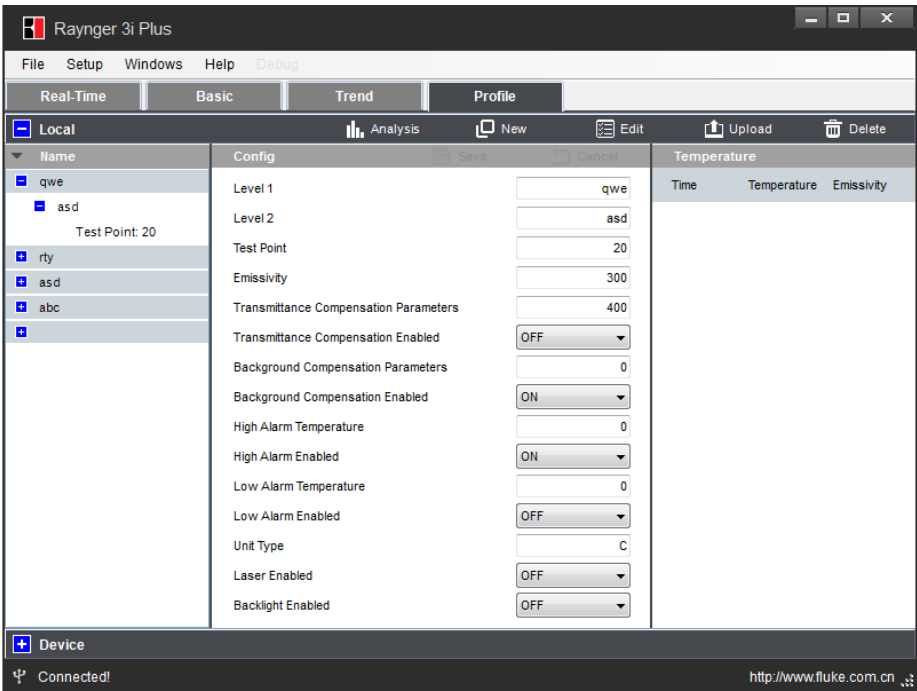 Raynger 3i Plus
File Setup Windows Help Debug
Real-Time Basic Trend Profile
Local Analysis New Edit Upload Delete
Name Config Save Cancel Temperature
qwe Level 1 qwe Time Temperature Emissivity
asd Level 2 asd
Test Point: 20 Test Point 20
rty Emissivity 300
asd
abc Transmittance Compensation Parameters 400
Transmittance Compensation Enabled OFF
Background Compensation Parameters 0
Background Compensation Enabled ON
High Alarm Temperature 0
High Alarm Enabled ON
Low Alarm Temperature 0
Low Alarm Enabled OFF
Unit Type C
Laser Enabled OFF
Backlight Enabled OFF
Device
Connected! http://www.fluke.com.cn